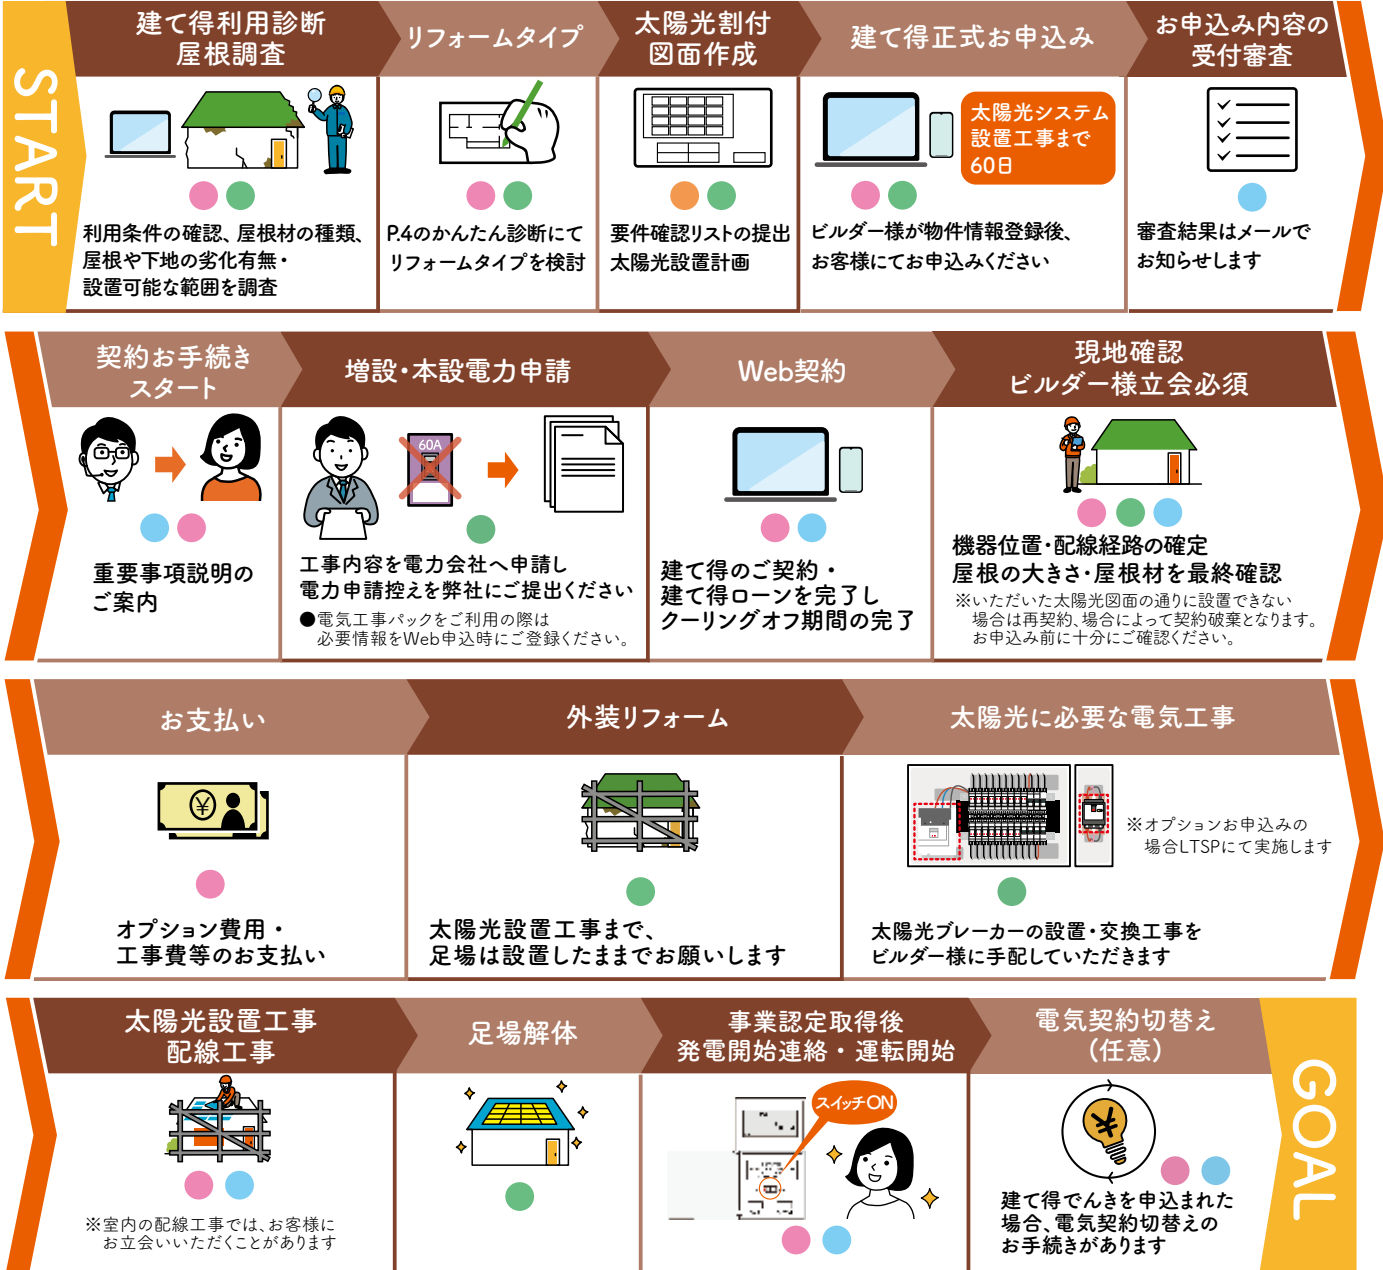 START
建て得利用診断
屋根調査
利用条件の確認、屋根材の種類、
屋根や下地の劣化有無・
設置可能な範囲を調査
リフォームタイプ
P.4のかんたん診断にて
リフォームタイプを検討
太陽光割付
図面作成
要件確認リストの提出
太陽光設置計画
建て得正式お申込み
太陽光システム
設置工事まで
60日
ビルダー様が物件情報登録後、
お客様にてお申込みください
お申込み内容の
受付審査
審査結果はメールで
お知らせします
契約お手続き
スタート
重要事項説明の
ご案内
増設・本設電力申請
60A
工事内容を電力会社へ申請し
電力申請控えを弊社にご提出ください
●電気工事パックをご利用の際は
必要情報をWeb申込時にご登録ください。
Web契約
建て得のご契約・
建て得ローンを完了し
クーリングオフ期間の完了
現地確認
ビルダー様立会必須
機器位置・配線経路の確定
屋根の大きさ・屋根材を最終確認
※いただいた太陽光図面の通りに設置できない
場合は再契約、場合によって契約破棄となります。
お申込み前に十分にご確認ください。
お支払い
オプション費用・
工事費等のお支払い
外装リフォーム
太陽光設置工事まで、
足場は設置したままでお願いします
太陽光に必要な電気工事
※オプションお申込みの
場合LTSPにて実施します
太陽光ブレーカーの設置・交換工事を
ビルダー様に手配していただきます
太陽光設置工事
配線工事
※室内の配線工事では、お客様に
お立会いいただくことがあります
足場解体
事業認定取得後
発電開始連絡・運転開始
スイッチON
電気契約切替え
(任意)
建て得でんきを申込まれた
場合、電気契約切替えの
お手続きがあります
GOAL